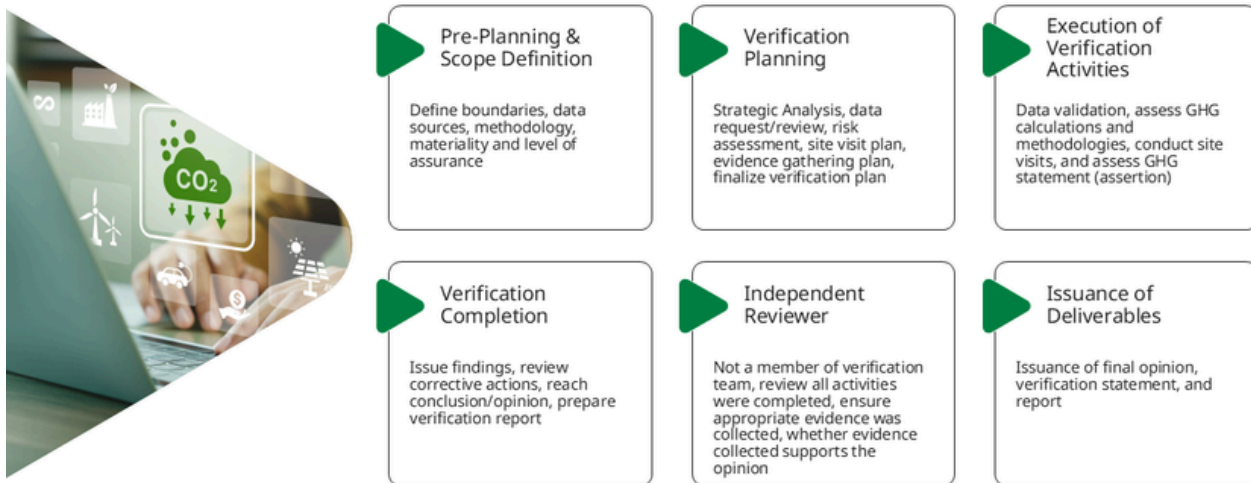 CO₂
Pre-Planning &
Scope Definition
Define boundaries, data
sources, methodology,
materiality and level of
assurance
Verification
Planning
Strategic Analysis, data
request/review, risk
assessment, site visit plan,
evidence gathering plan,
finalize verification plan
Execution of
Verification
Activities
Data validation, assess GHG
calculations and
methodologies, conduct site
visits, and assess GHG
statement (assertion)
Verification
Completion
Issue findings, review
corrective actions, reach
conclusion/opinion, prepare
verification report
Independent
Reviewer
Not a member of verification
team, review all activities
were completed, ensure
appropriate evidence was
collected, whether evidence
collected supports the
opinion
Issuance of
Deliverables
Issuance of final opinion,
verification statement, and
report